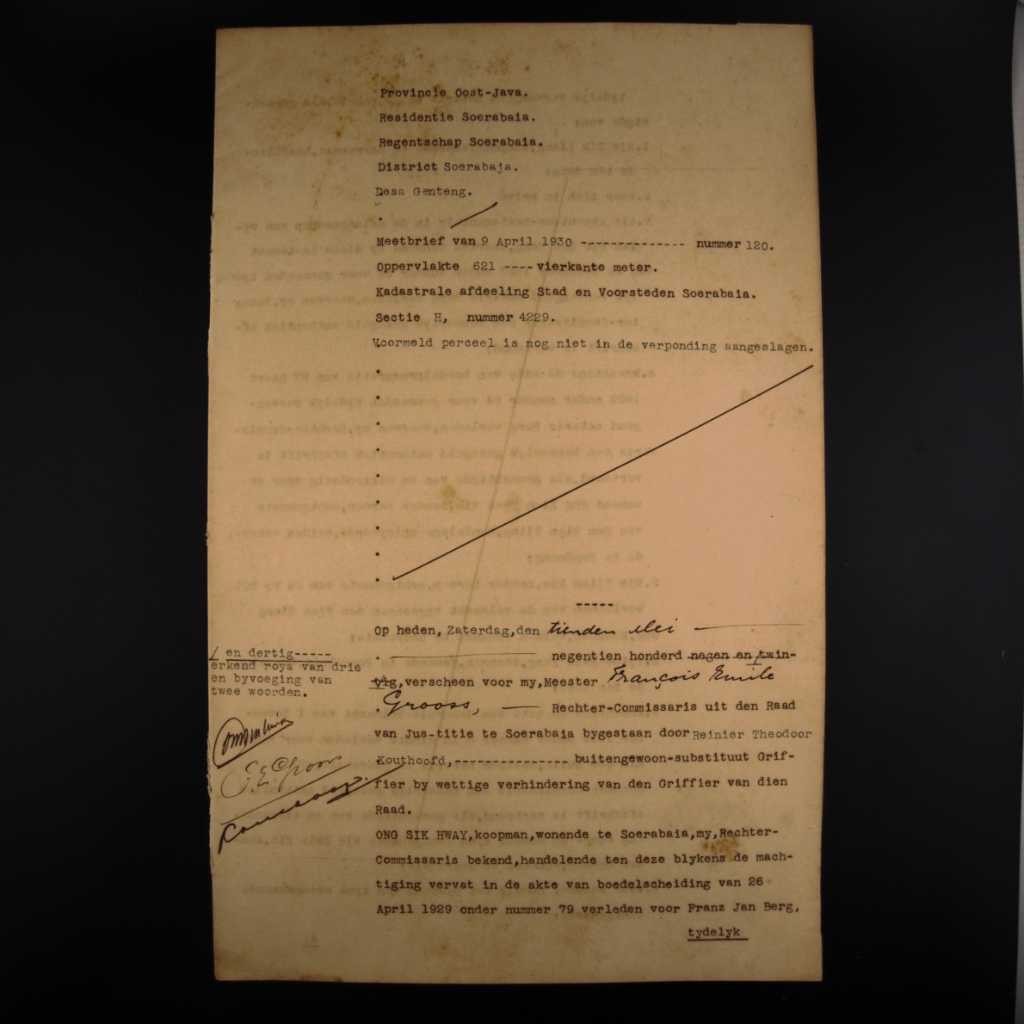 Provincie Oost-Java.
Residentie Soerabaia.
Regentschap Soerabaia.
District Soerabaja.
Desa Genteng.
Meetbrief van 9 April 1930 -------------- nummer 120.
Oppervlakte 621 ---- vierkante meter.
Kadastrale afdeeling Stad en Voorsteden Soerabaia.
Sectie H, nummer 4229.
Voormeld perceel is nog niet in de verponding aangeslagen.
-----
Op heden, Zaterdag, den tienden Mei
negentien honderd negen en twin-
tig, verscheen voor my, Meester François Emile
Grooss, Rechter-Commissaris uit den Raad
van Jus-titie te Soerabaia bygestaan door Reinier Theodoor
Kouthoofd,--------------- buitengewoon-substituut Grif-
fier by wettige verhindering van den Griffier van dien
Raad.
ONG SIK HWAY, koopman, wonende te Soerabaia, my, Rechter-
Commissaris bekend, handelende ten deze blykens de mach-
tiging vervat in de akte van boedelscheiding van 26
April 1929 onder nummer 79 verleden voor Franz Jan Berg,
tydelyk
en dertig-----
erkend roya van drie
en byvoeging van
twee woorden.